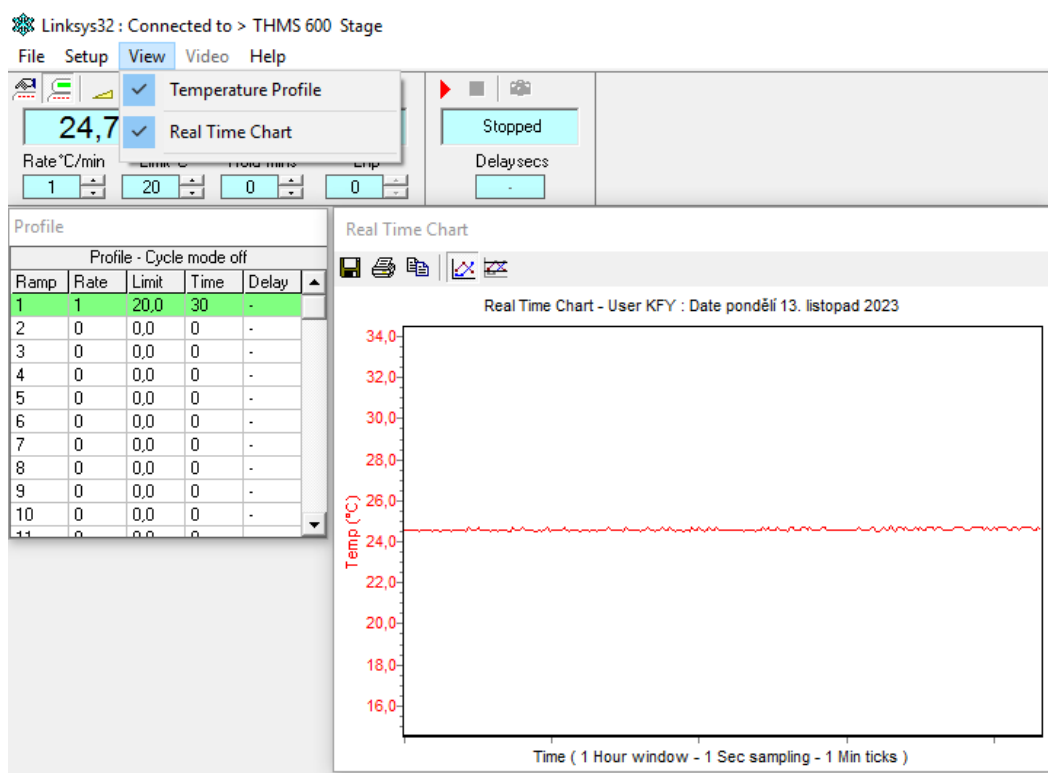 Linksys32 : Connected to > THMS 600 Stage
File Setup View Video Help
Temperature Profile
Real Time Chart
24,7
Stopped
Rate °C/min
Delay secs
1 20 0 0 -
Profile
Profile - Cycle mode off
Ramp Rate Limit Time Delay
1 1 20,0 30 -
2 0 0,0 0 -
3 0 0,0 0 -
4 0 0,0 0 -
5 0 0,0 0 -
6 0 0,0 0 -
7 0 0,0 0 -
8 0 0,0 0 -
9 0 0,0 0 -
10 0 0,0 0 -
Real Time Chart
Real Time Chart - User KFY : Date pondělí 13. listopad 2023
34,0
32,0
30,0
28,0
26,0
24,0
22,0
20,0
18,0
16,0
Temp (°C)
Time ( 1 Hour window - 1 Sec sampling - 1 Min ticks )